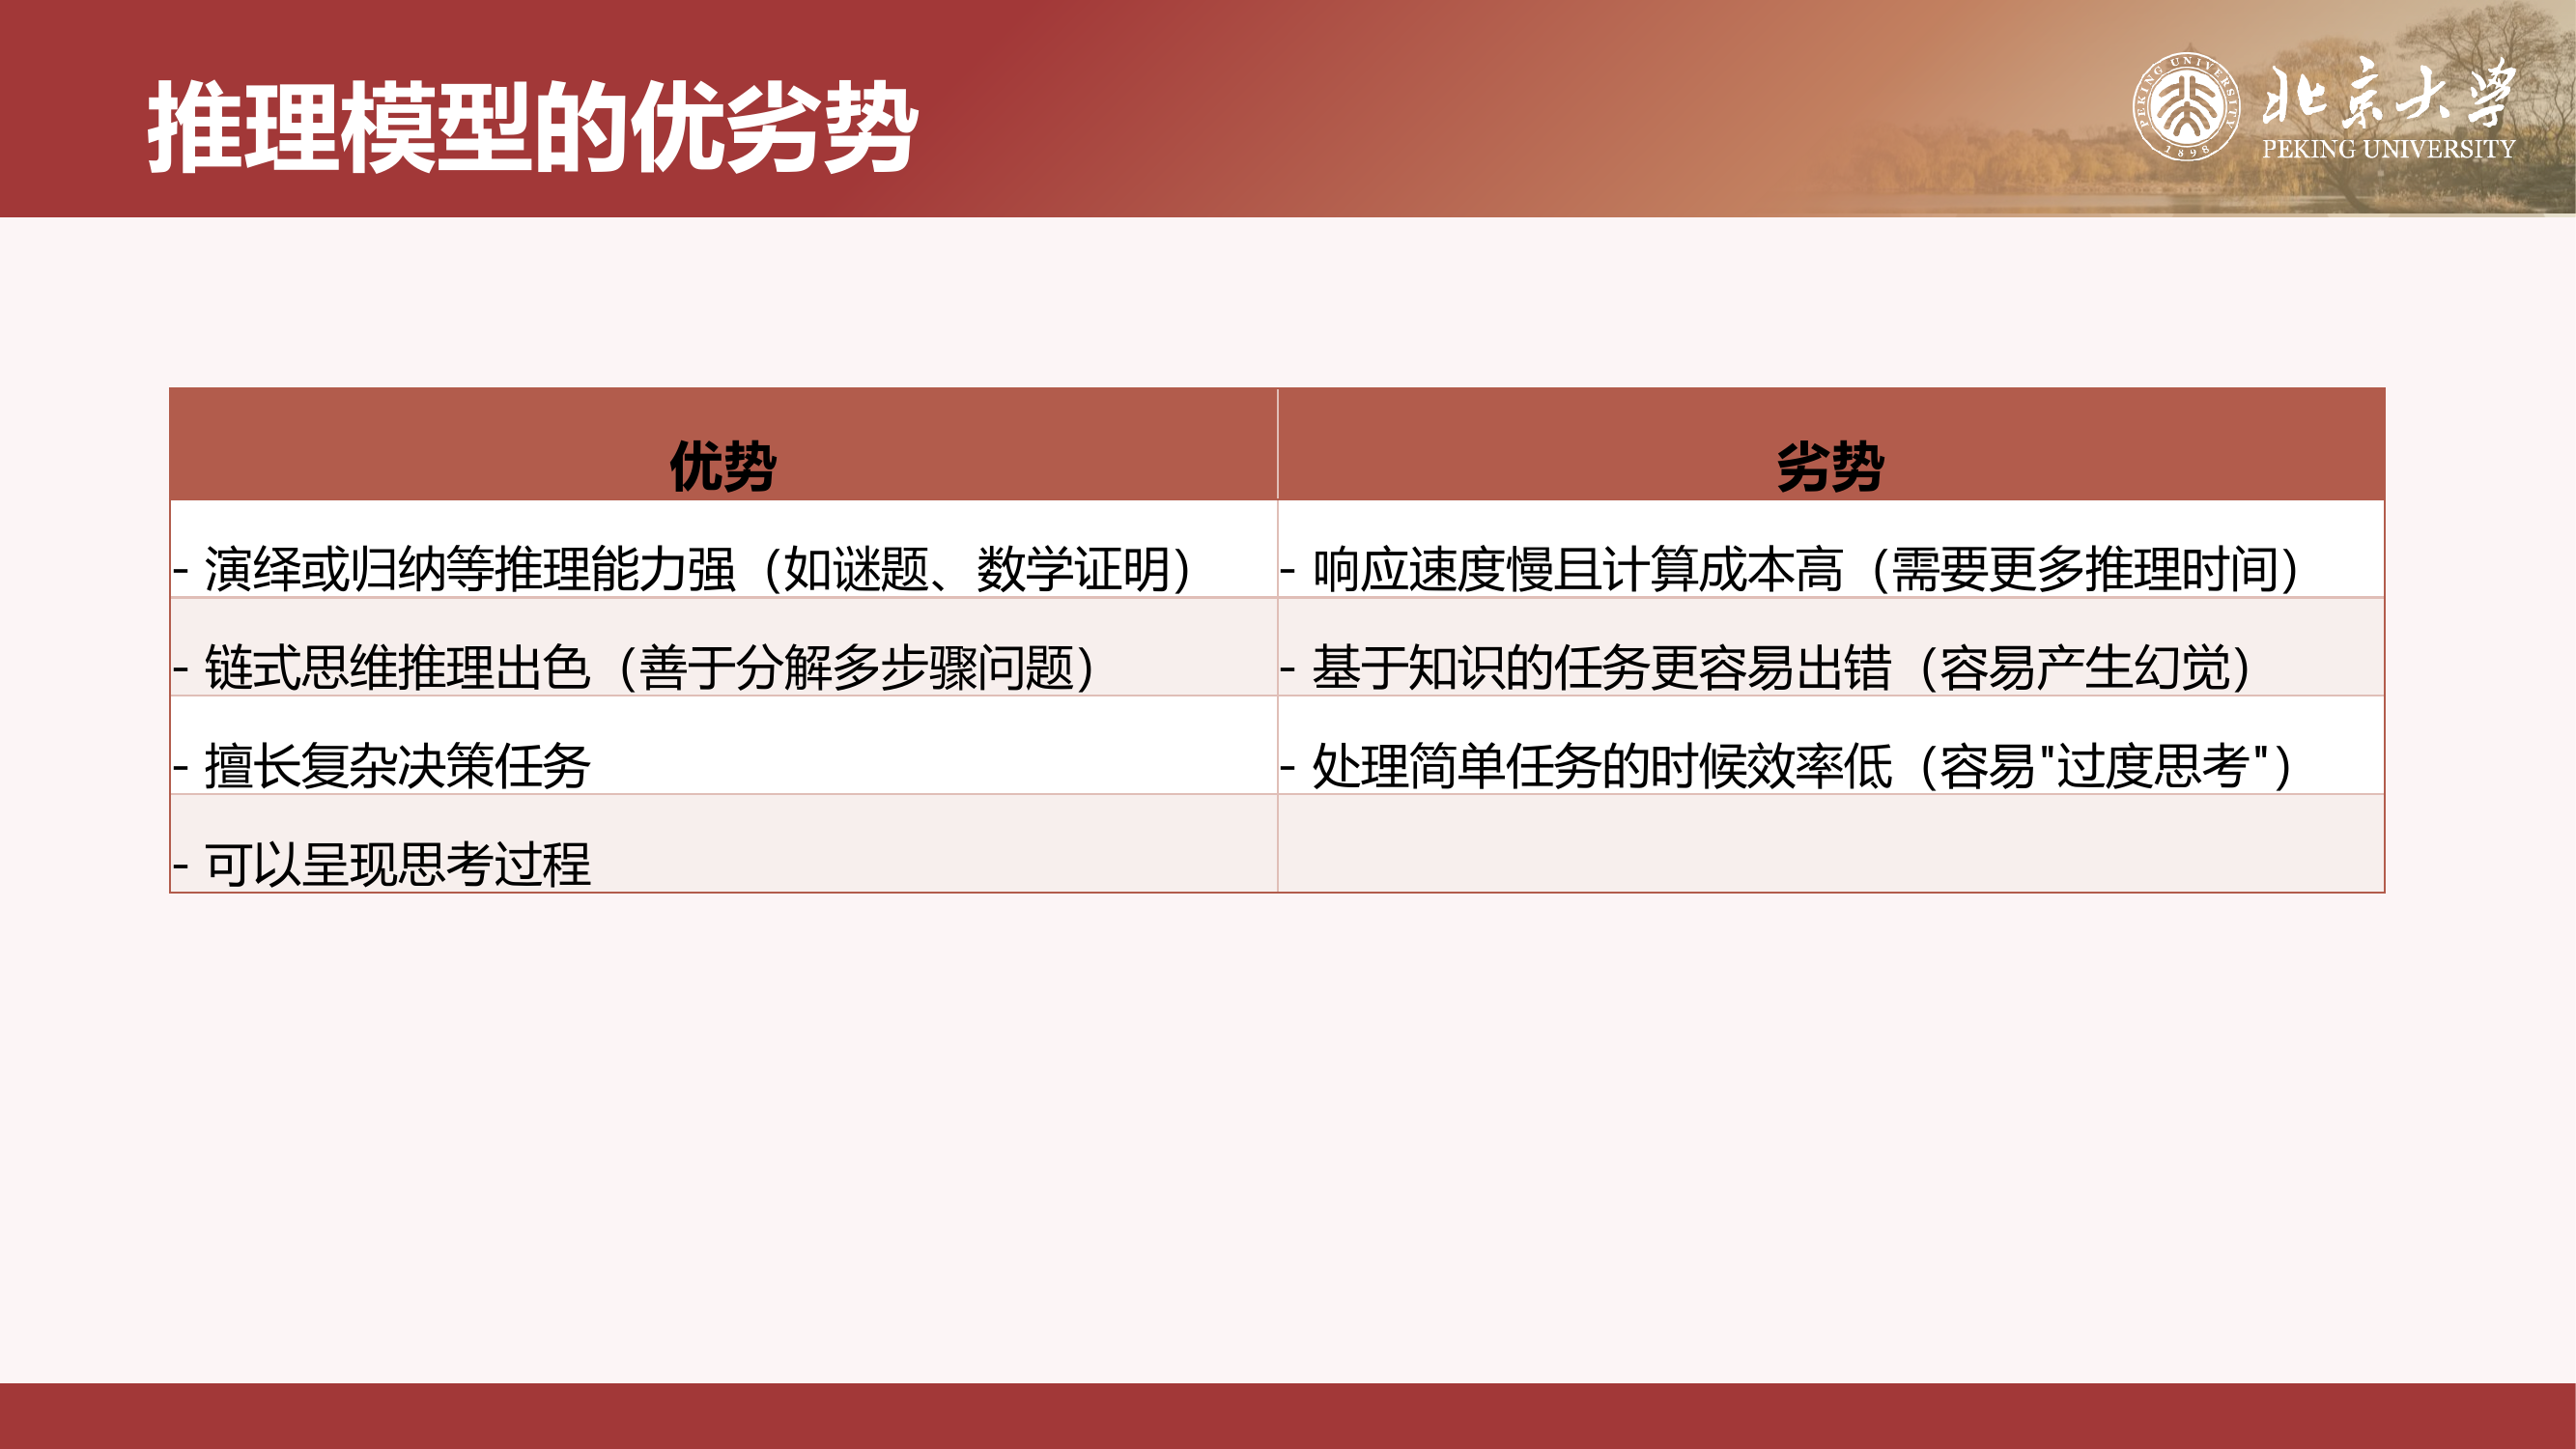 推理模型的优劣势
PEKING UNIVERSITY
1898
北京大学
PEKING UNIVERSITY
优势
劣势
- 演绎或归纳等推理能力强（如谜题、数学证明）
- 响应速度慢且计算成本高（需要更多推理时间）
- 链式思维推理出色（善于分解多步骤问题）
- 基于知识的任务更容易出错（容易产生幻觉）
- 擅长复杂决策任务
- 处理简单任务的时候效率低（容易"过度思考"）
- 可以呈现思考过程